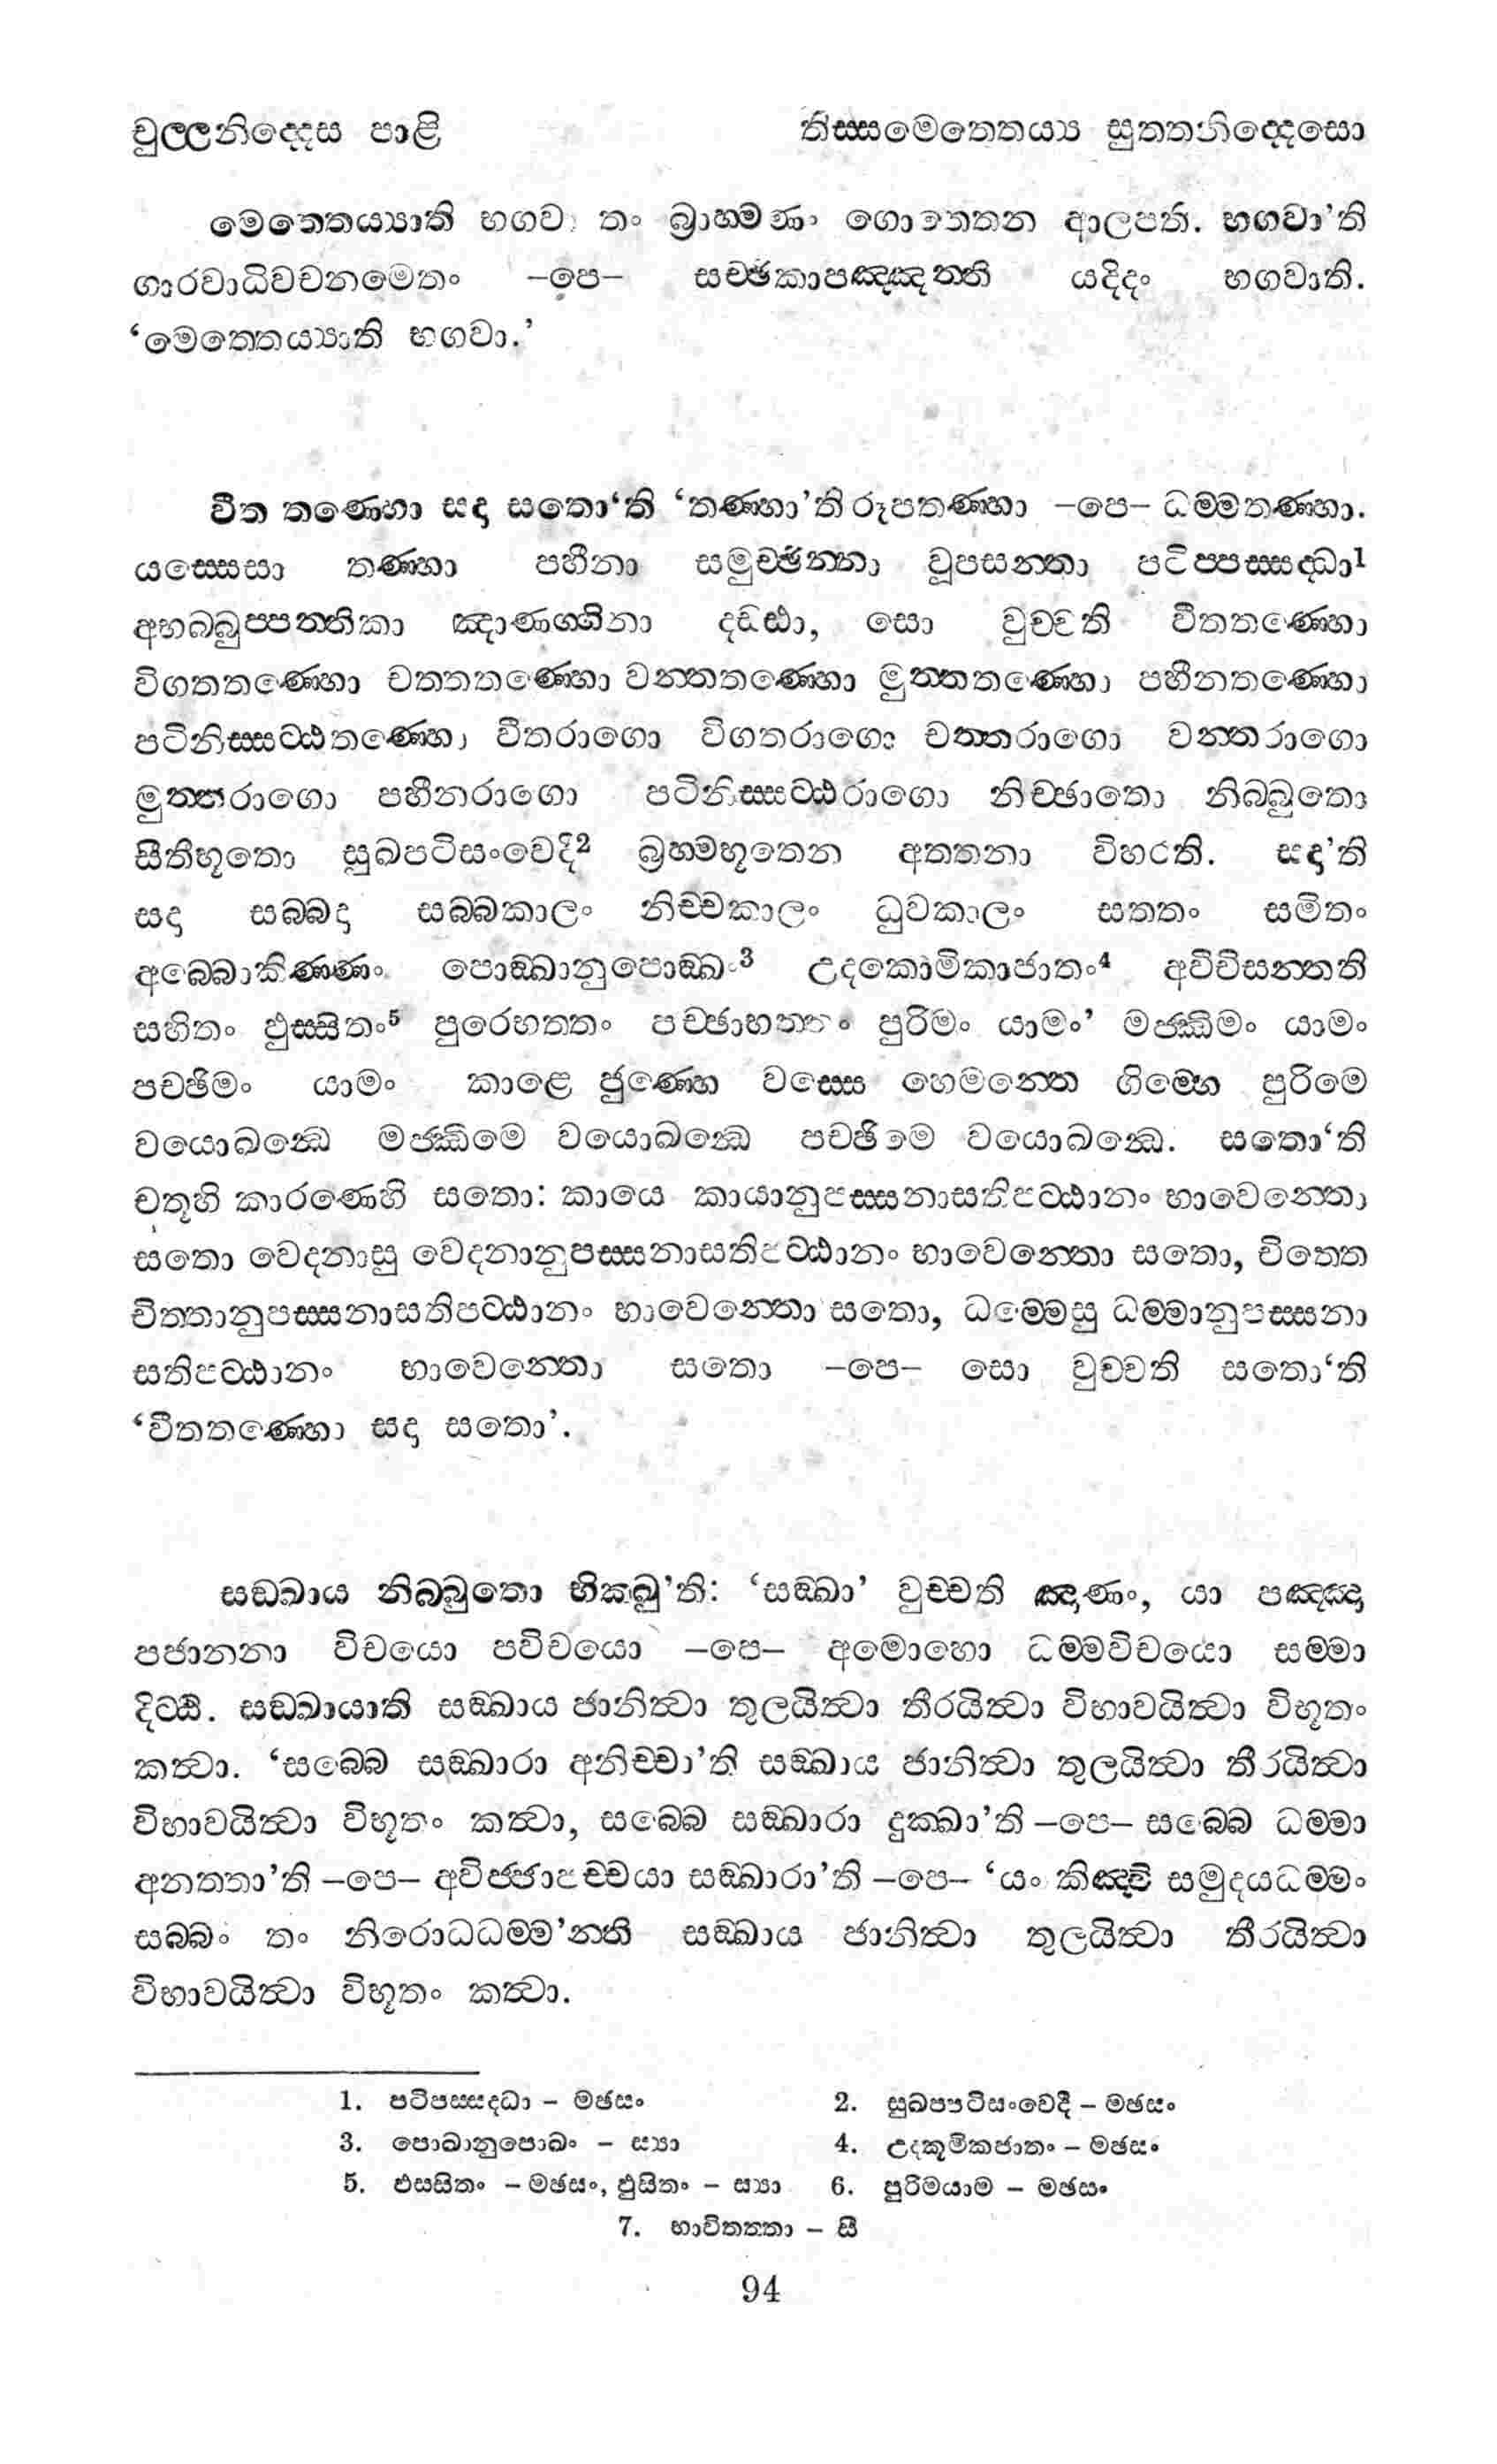 චුල්ලනිද්දෙස පාළි තිස්සමෙත්තෙය්‍ය සුත්තනිද්දෙසො
මෙත්තෙය්‍යාති භගවා තං බ්‍රාහ්මණං ගොත්තෙන ආලපති. භගවා’ති
ගාරවාධිවචනමෙතං –පෙ– සච්ඡිකාපඤ්ඤත්ති යදිදං භගවාති.
‘මෙත්තෙය්‍යාති භගවා.’
වීත තණ්හො සදා සතො‘ති ‘තණ්හා’ති රූපතණ්හා –පෙ– ධම්මතණ්හා.
යස්සෙසා තණ්හා පහීනා සමුච්ඡින්නා වූපසන්තා පටිප්පස්සද්ධා1
අභබ්බුප්පත්තිකා ඤාණග්ගිනා දඩ්ඪා, සො වුච්චති වීතතණ්හො
විගතතණ්හො චත්තතණ්හො වන්තතණ්හො මුත්තතණ්හො පහීනතණ්හො
පටිනිස්සට්ඨතණ්හො වීතරාගො විගතරාගො චත්තරාගො වන්තරාගො
මුත්තරාගො පහීනරාගො පටිනිස්සට්ඨරාගො නිච්ඡාතො නිබ්බුතො
සීතීභූතො සුඛපටිසංවෙදි2 බ්‍රහ්මභූතෙන අත්තනා විහරති. සදා’ති
සදා සබ්බදා සබ්බකාලං නිච්චකාලං ධුවකාලං සතතං සමිතං
අබ්බොකිණ්ණං පොඞ්ඛානුපොඞ්ඛං3 උදකොමිකාජාතං4 අවීචිසන්තති
සහිතං ඵුස්සිතං5 පුරෙභත්තං පච්ඡාභත්තං පුරිමං යාමං’ මජ්ඣිමං යාමං
පච්ඡිමං යාමං කාළෙ ජුණ්හෙ වස්සෙ හෙමන්තෙ ගිම්හෙ පුරිමෙ
වයොඛන්ධෙ මජ්ඣිමෙ වයොඛන්ධෙ පච්ඡිමෙ වයොඛන්ධෙ. සතො‘ති
චතූහි කාරණෙහි සතො: කායෙ කායානුපස්සනාසතිපට්ඨානං භාවෙන්තො
සතො වෙදනාසු වෙදනානුපස්සනාසතිපට්ඨානං භාවෙන්තො සතො, චිත්තෙ
චිත්තානුපස්සනාසතිපට්ඨානං භාවෙන්තො සතො, ධම්මෙසු ධම්මානුපස්සනා
සතිපට්ඨානං භාවෙන්තො සතො –පෙ– සො වුච්චති සතො‘ති
‘වීතතණ්හො සදා සතො’.
සඞ්ඛාය නිබ්බුතො භික්ඛු’ති: ‘සඞ්ඛා’ වුච්චති ඤාණං, යා පඤ්ඤා
පජානනා විචයො පවිචයො –පෙ– අමොහො ධම්මවිචයො සම්මා
දිට්ඨි. සඞ්ඛායාති සඞ්ඛාය ජානිත්‍වා තුලයිත්‍වා තීරයිත්‍වා විභාවයිත්‍වා විභූතං
කත්‍වා. ‘සබ්බෙ සඞ්ඛාරා අනිච්චා’ති සඞ්ඛාය ජානිත්‍වා තුලයිත්‍වා තීරයිත්‍වා
විභාවයිත්‍වා විභූතං කත්‍වා, සබ්බෙ සඞ්ඛාරා දුක්ඛා’ති –පෙ– සබ්බෙ ධම්මා
අනත්තා’ති –පෙ– අවිජ්ජාපච්චයා සඞ්ඛාරා’ති –පෙ– ‘යං කිඤ්චි සමුදයධම්මං
සබ්බං තං නිරොධධම්ම’න්ති සඞ්ඛාය ජානිත්‍වා තුලයිත්‍වා තීරයිත්‍වා
විභාවයිත්‍වා විභූතං කත්‍වා.
1. පටිපස්සද්ධා – මඡසං 2. සුඛප්පටිසංවෙදී – මඡසං
3. පොඛානුපොඛං – ස්‍යා 4. උදකූමිකජාතං – මඡසං
5. ඵස්සිතං – මඡසං, ඵුසිතං – ස්‍යා 6. පුරිමයාම – මඡසං
7. භාවිතත්තා – සී
94